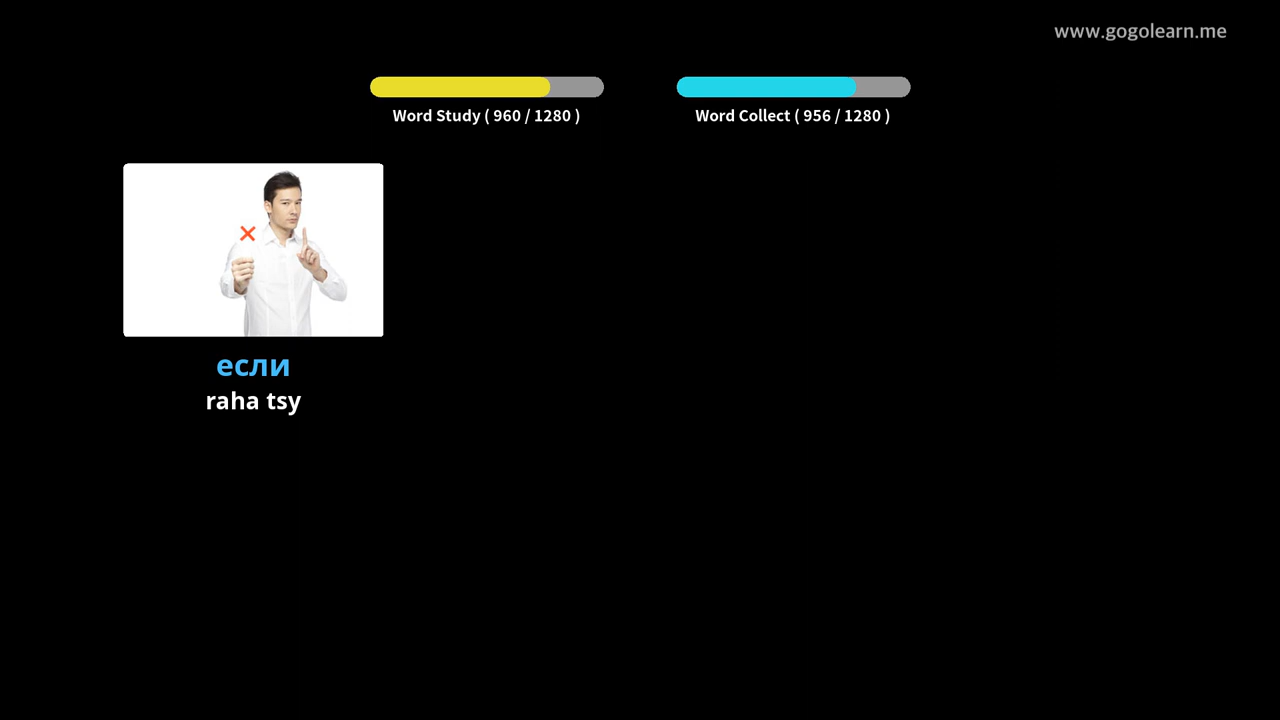 www.gogolearn.me
Word Study ( 960 / 1280 )
Word Collect ( 956 / 1280 )
если
raha tsy